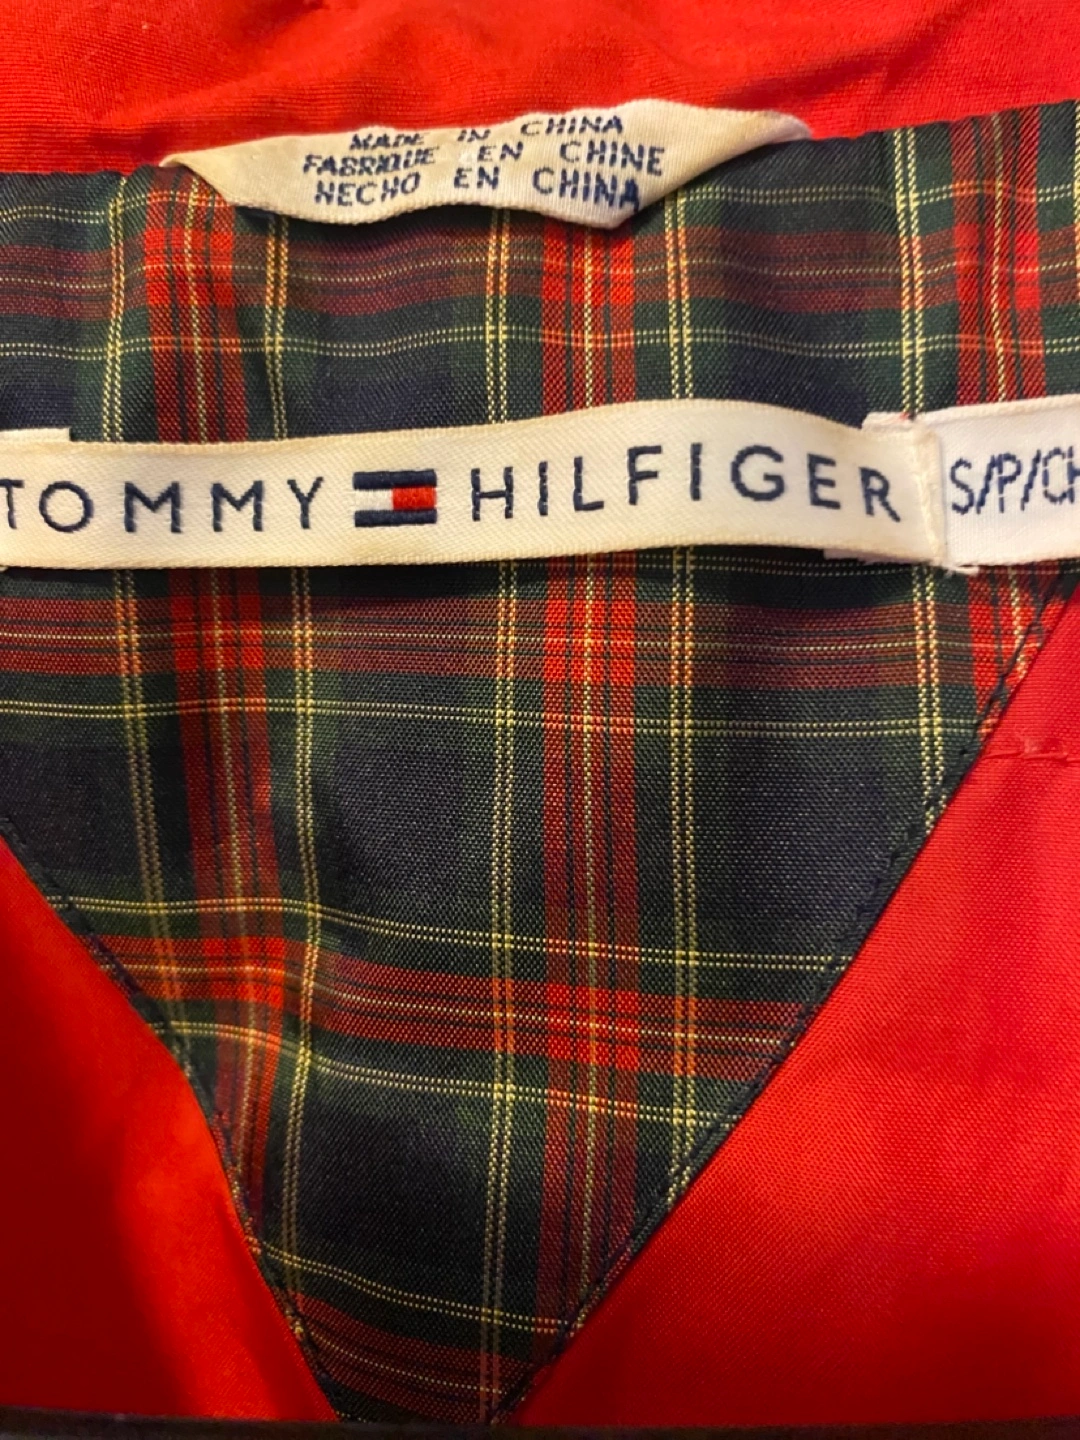 MADE IN CHINA
FABRIQUE EN CHINE
HECHO EN CHINA
TOMMY HILFIGER
S/P/CH